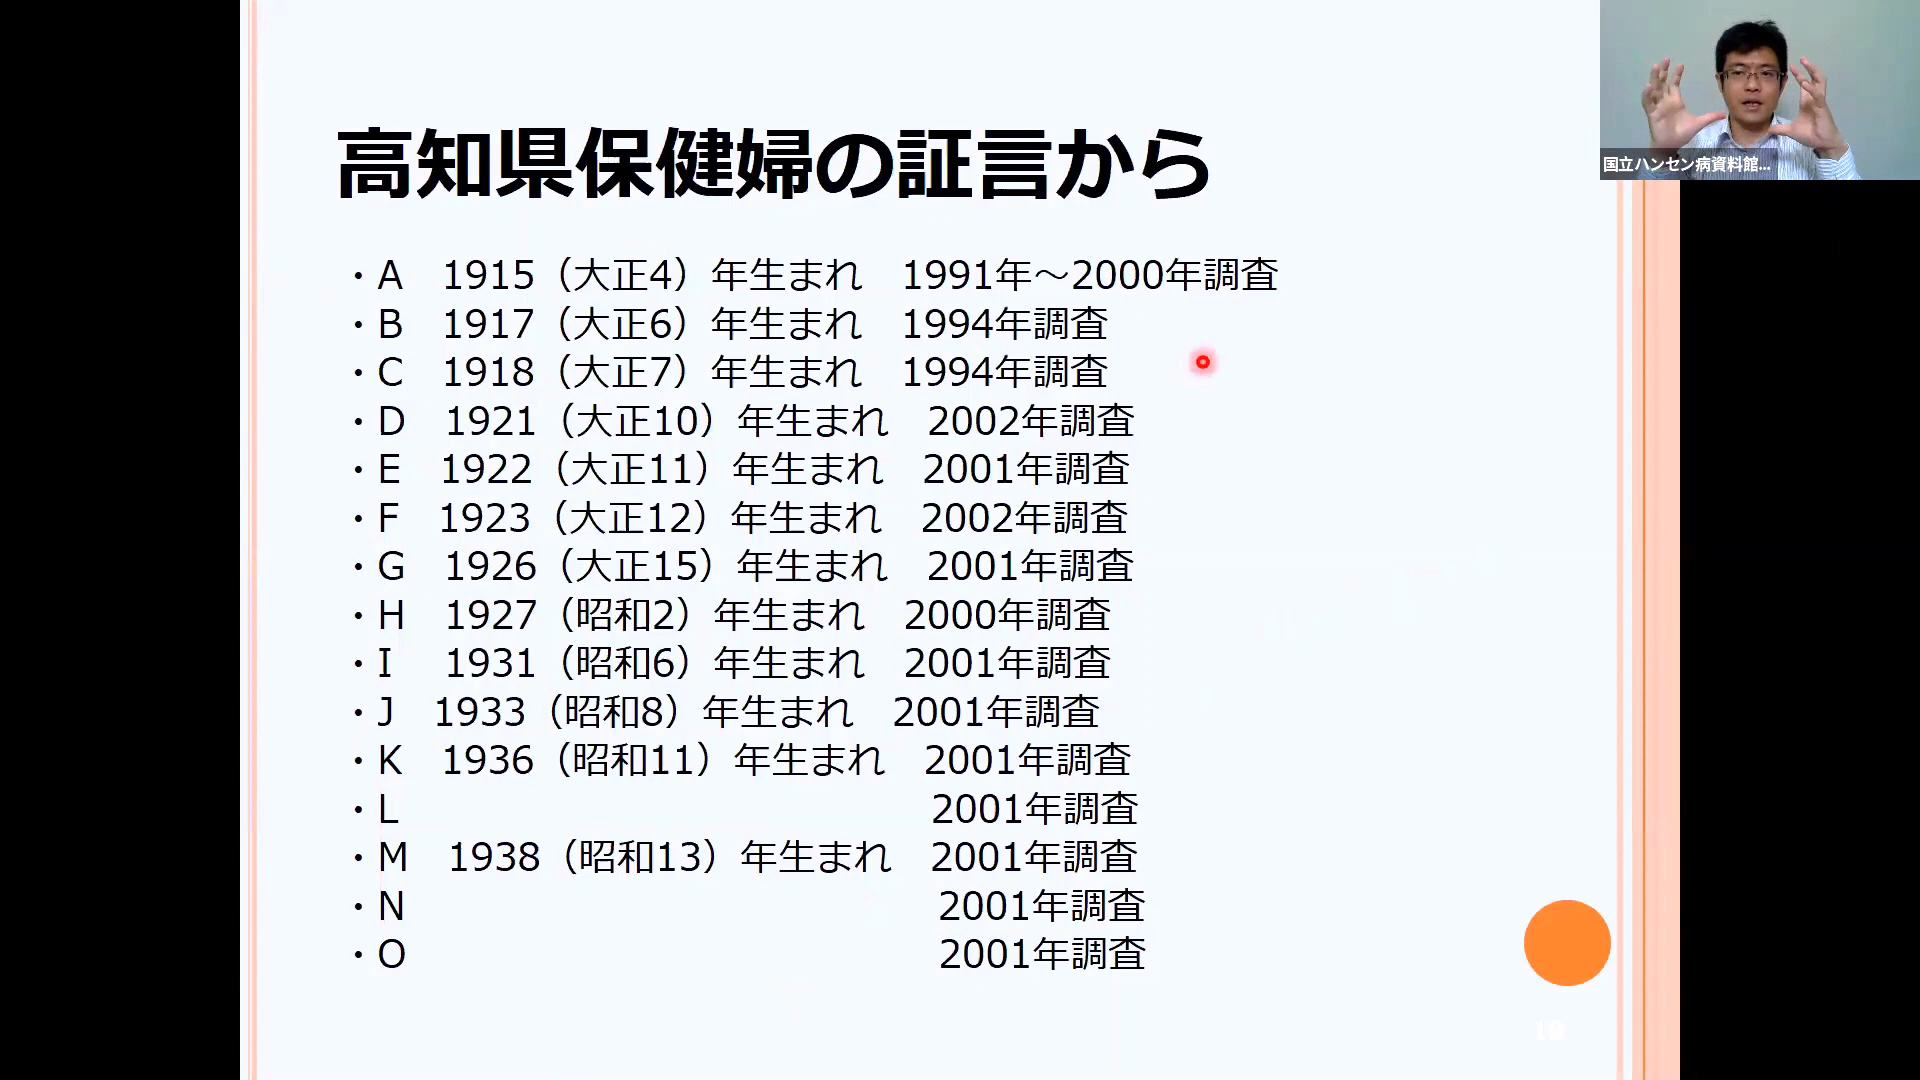 高知県保健婦の証言から
・A　1915（大正4）年生まれ　1991年～2000年調査
・B　1917（大正6）年生まれ　1994年調査
・C　1918（大正7）年生まれ　1994年調査
・D　1921（大正10）年生まれ　2002年調査
・E　1922（大正11）年生まれ　2001年調査
・F　1923（大正12）年生まれ　2002年調査
・G　1926（大正15）年生まれ　2001年調査
・H　1927（昭和2）年生まれ　2000年調査
・I　1931（昭和6）年生まれ　2001年調査
・J　1933（昭和8）年生まれ　2001年調査
・K　1936（昭和11）年生まれ　2001年調査
・L　2001年調査
・M　1938（昭和13）年生まれ　2001年調査
・N　2001年調査
・O　2001年調査
国立ハンセン病資料館...